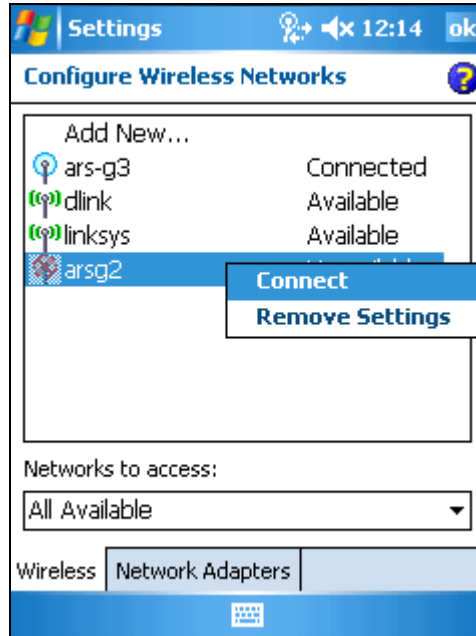 Settings 12:14 ok
Configure Wireless Networks
Add New...
ars-g3 Connected
dlink Available
linksys Available
arsg2
Connect
Remove Settings
Networks to access:
All Available
Wireless Network Adapters